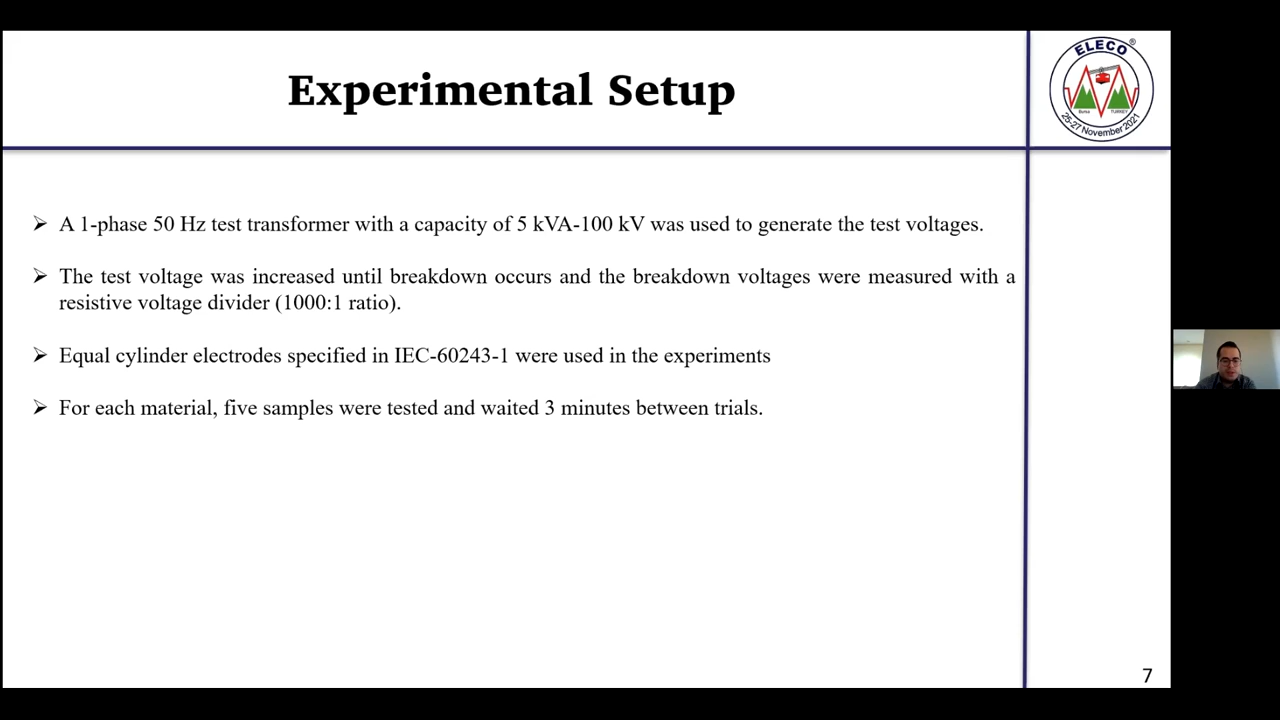 Experimental Setup
ELECO®
Bursa TURKEY
25-27 November 2021
➢ A 1-phase 50 Hz test transformer with a capacity of 5 kVA-100 kV was used to generate the test voltages.
➢ The test voltage was increased until breakdown occurs and the breakdown voltages were measured with a
resistive voltage divider (1000:1 ratio).
➢ Equal cylinder electrodes specified in IEC-60243-1 were used in the experiments
➢ For each material, five samples were tested and waited 3 minutes between trials.
7